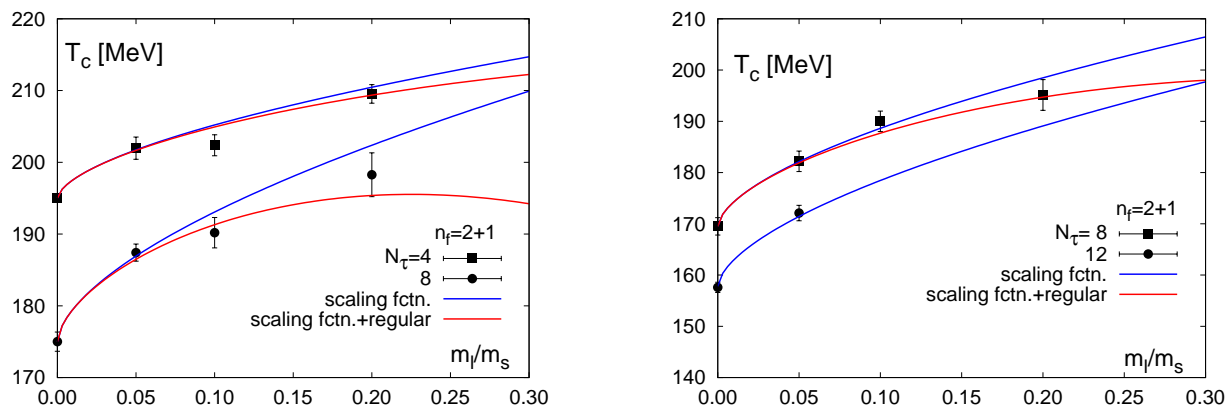 220
T_c [MeV]
210
200
190
n_f=2+1
N_τ=4
8
180
scaling fctn.
scaling fctn.+regular
m_l/m_s
170
0.00 0.05 0.10 0.15 0.20 0.25 0.30
210
T_c [MeV]
200
190
180
170
n_f=2+1
N_τ= 8
12
160
scaling fctn.
scaling fctn.+regular
150
m_l/m_s
140
0.00 0.05 0.10 0.15 0.20 0.25 0.30